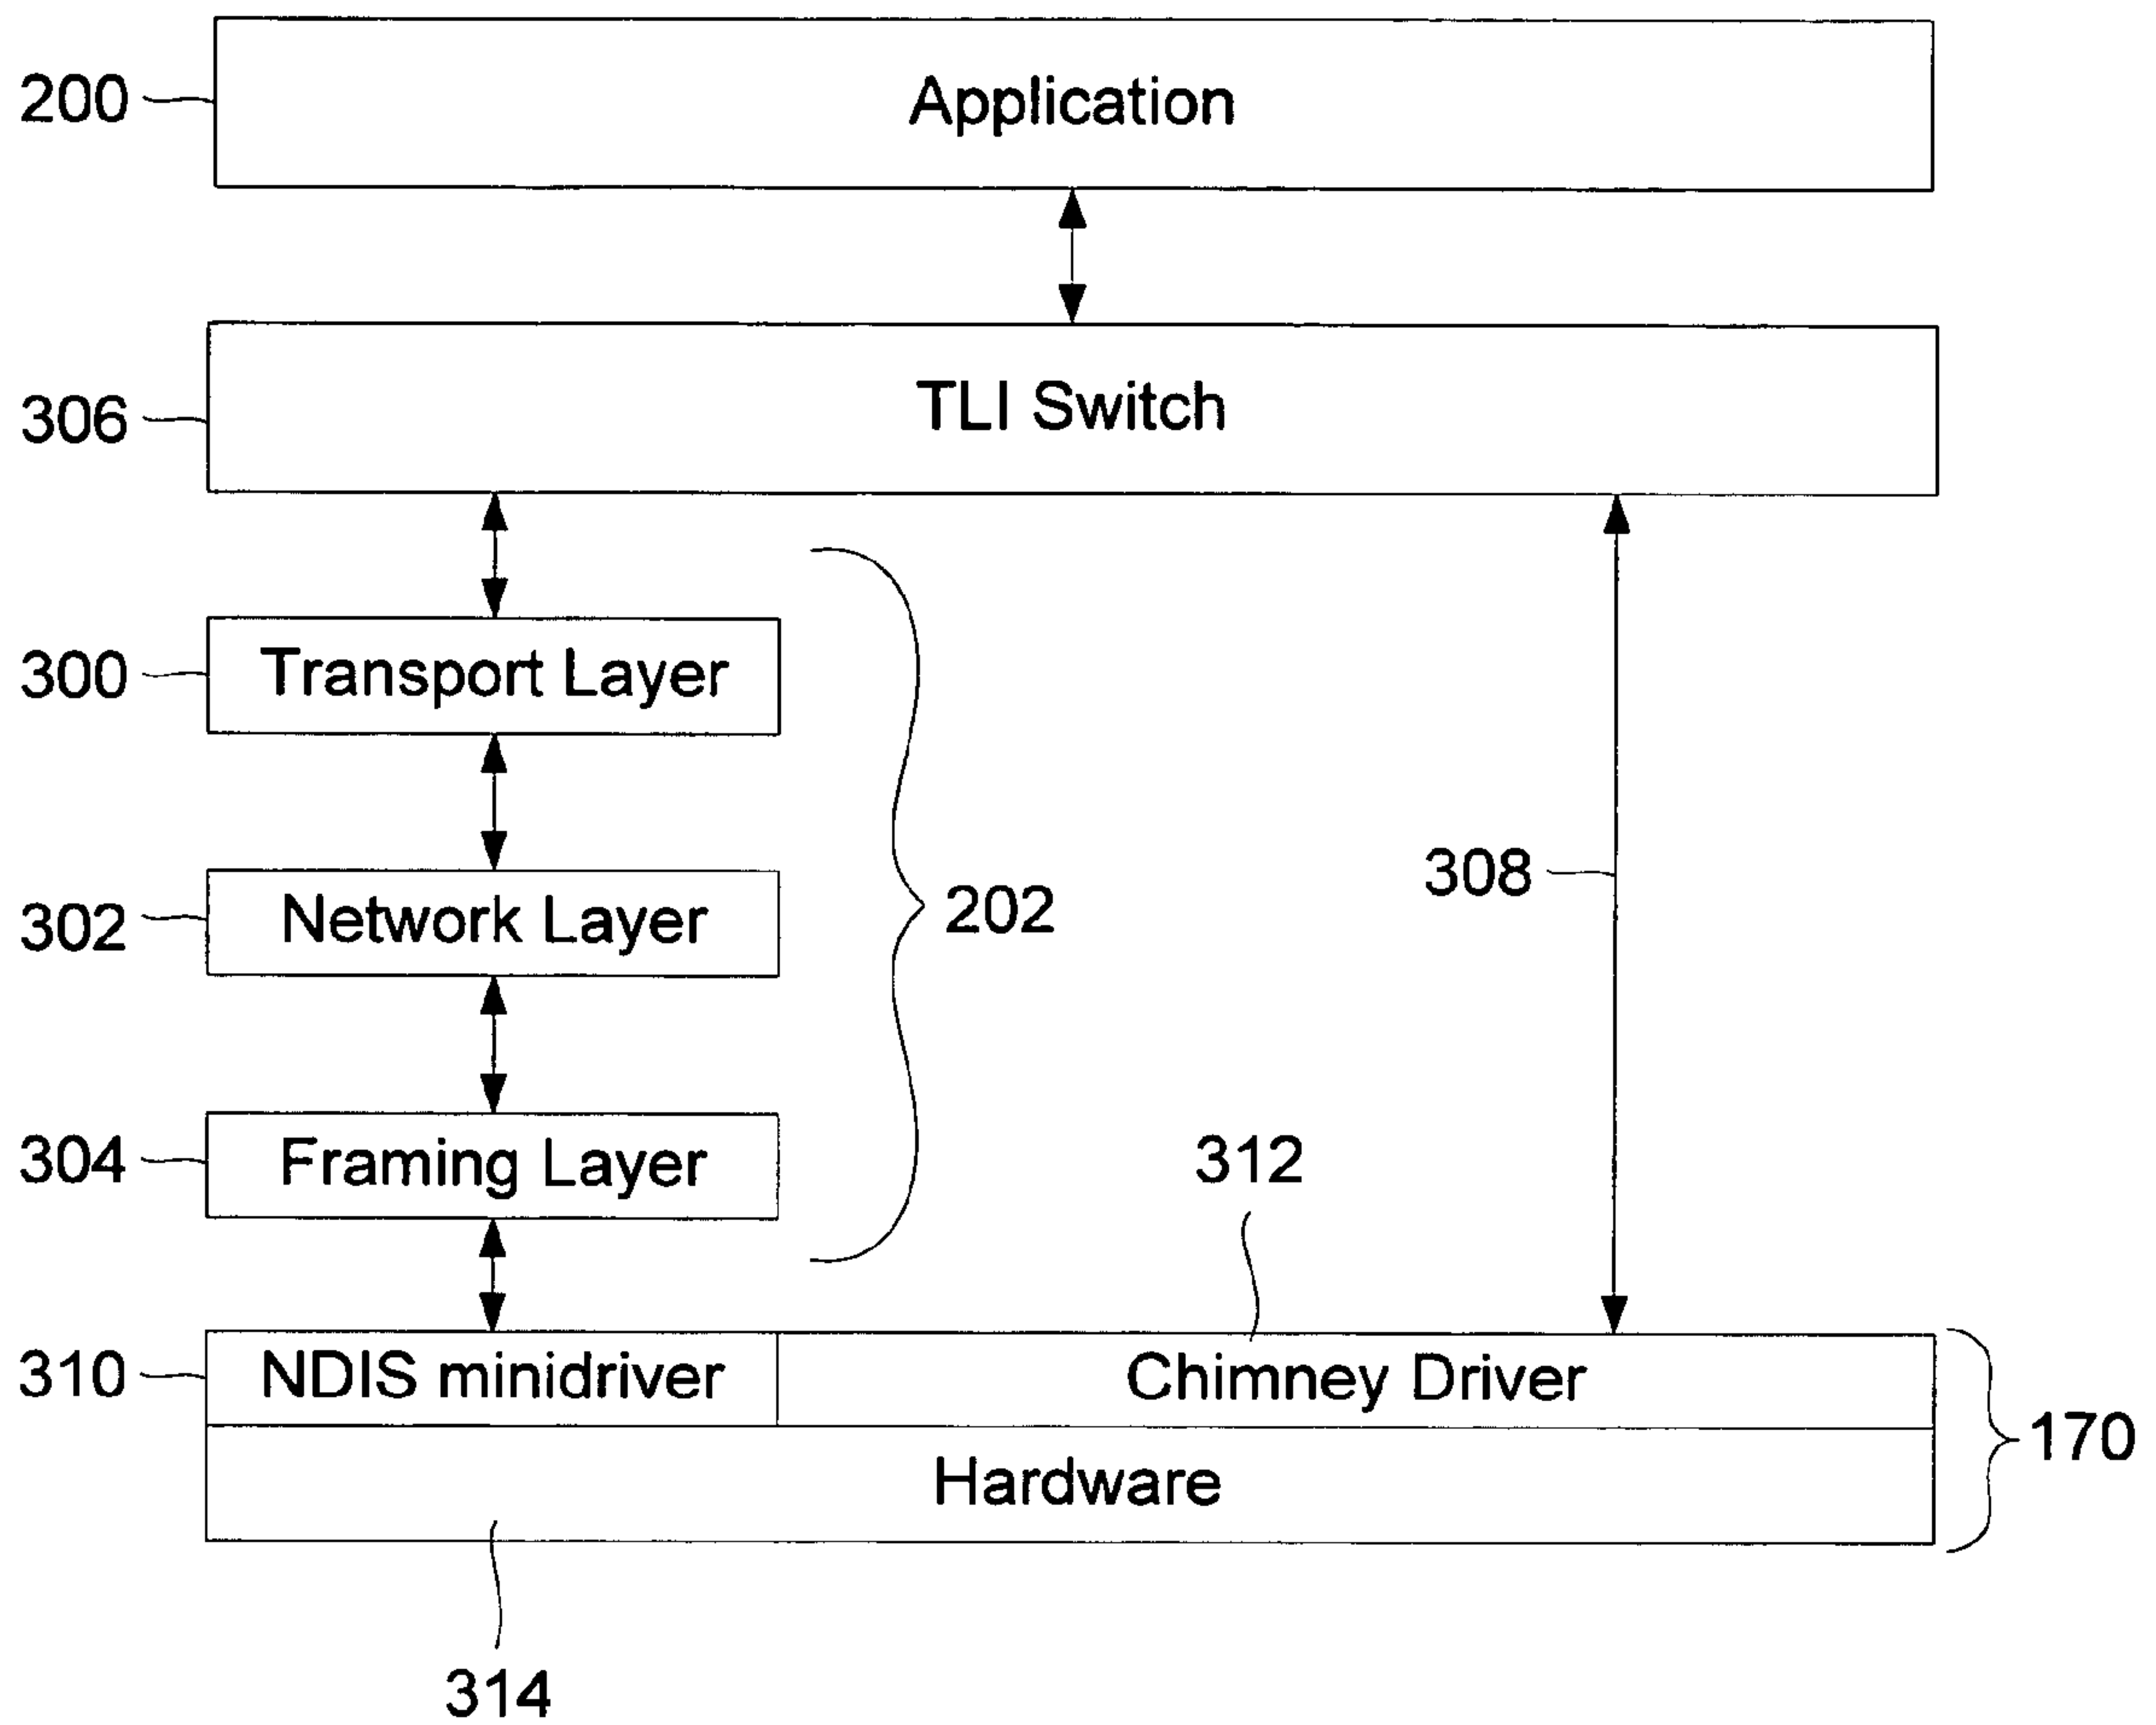 200
Application
306
TLI Switch
300
Transport Layer
308
302
Network Layer
202
304
Framing Layer
312
310
NDIS minidriver
Chimney Driver
170
Hardware
314